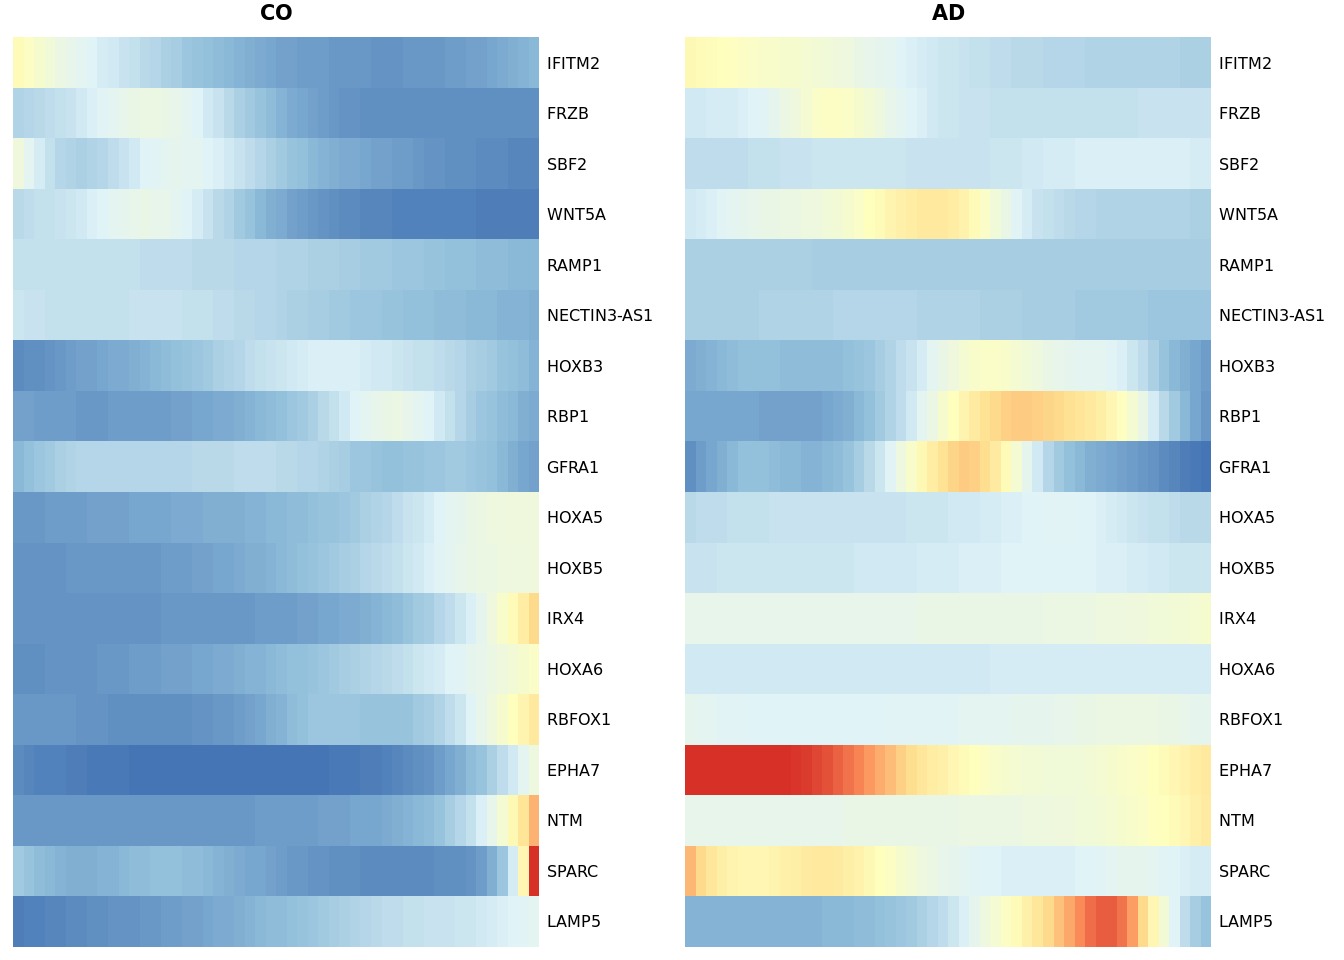 CO
AD
IFITM2
IFITM2
FRZB
FRZB
SBF2
SBF2
WNT5A
WNT5A
RAMP1
RAMP1
NECTIN3-AS1
NECTIN3-AS1
HOXB3
HOXB3
RBP1
RBP1
GFRA1
GFRA1
HOXA5
HOXA5
HOXB5
HOXB5
IRX4
IRX4
HOXA6
HOXA6
RBFOX1
RBFOX1
EPHA7
EPHA7
NTM
NTM
SPARC
SPARC
LAMP5
LAMP5